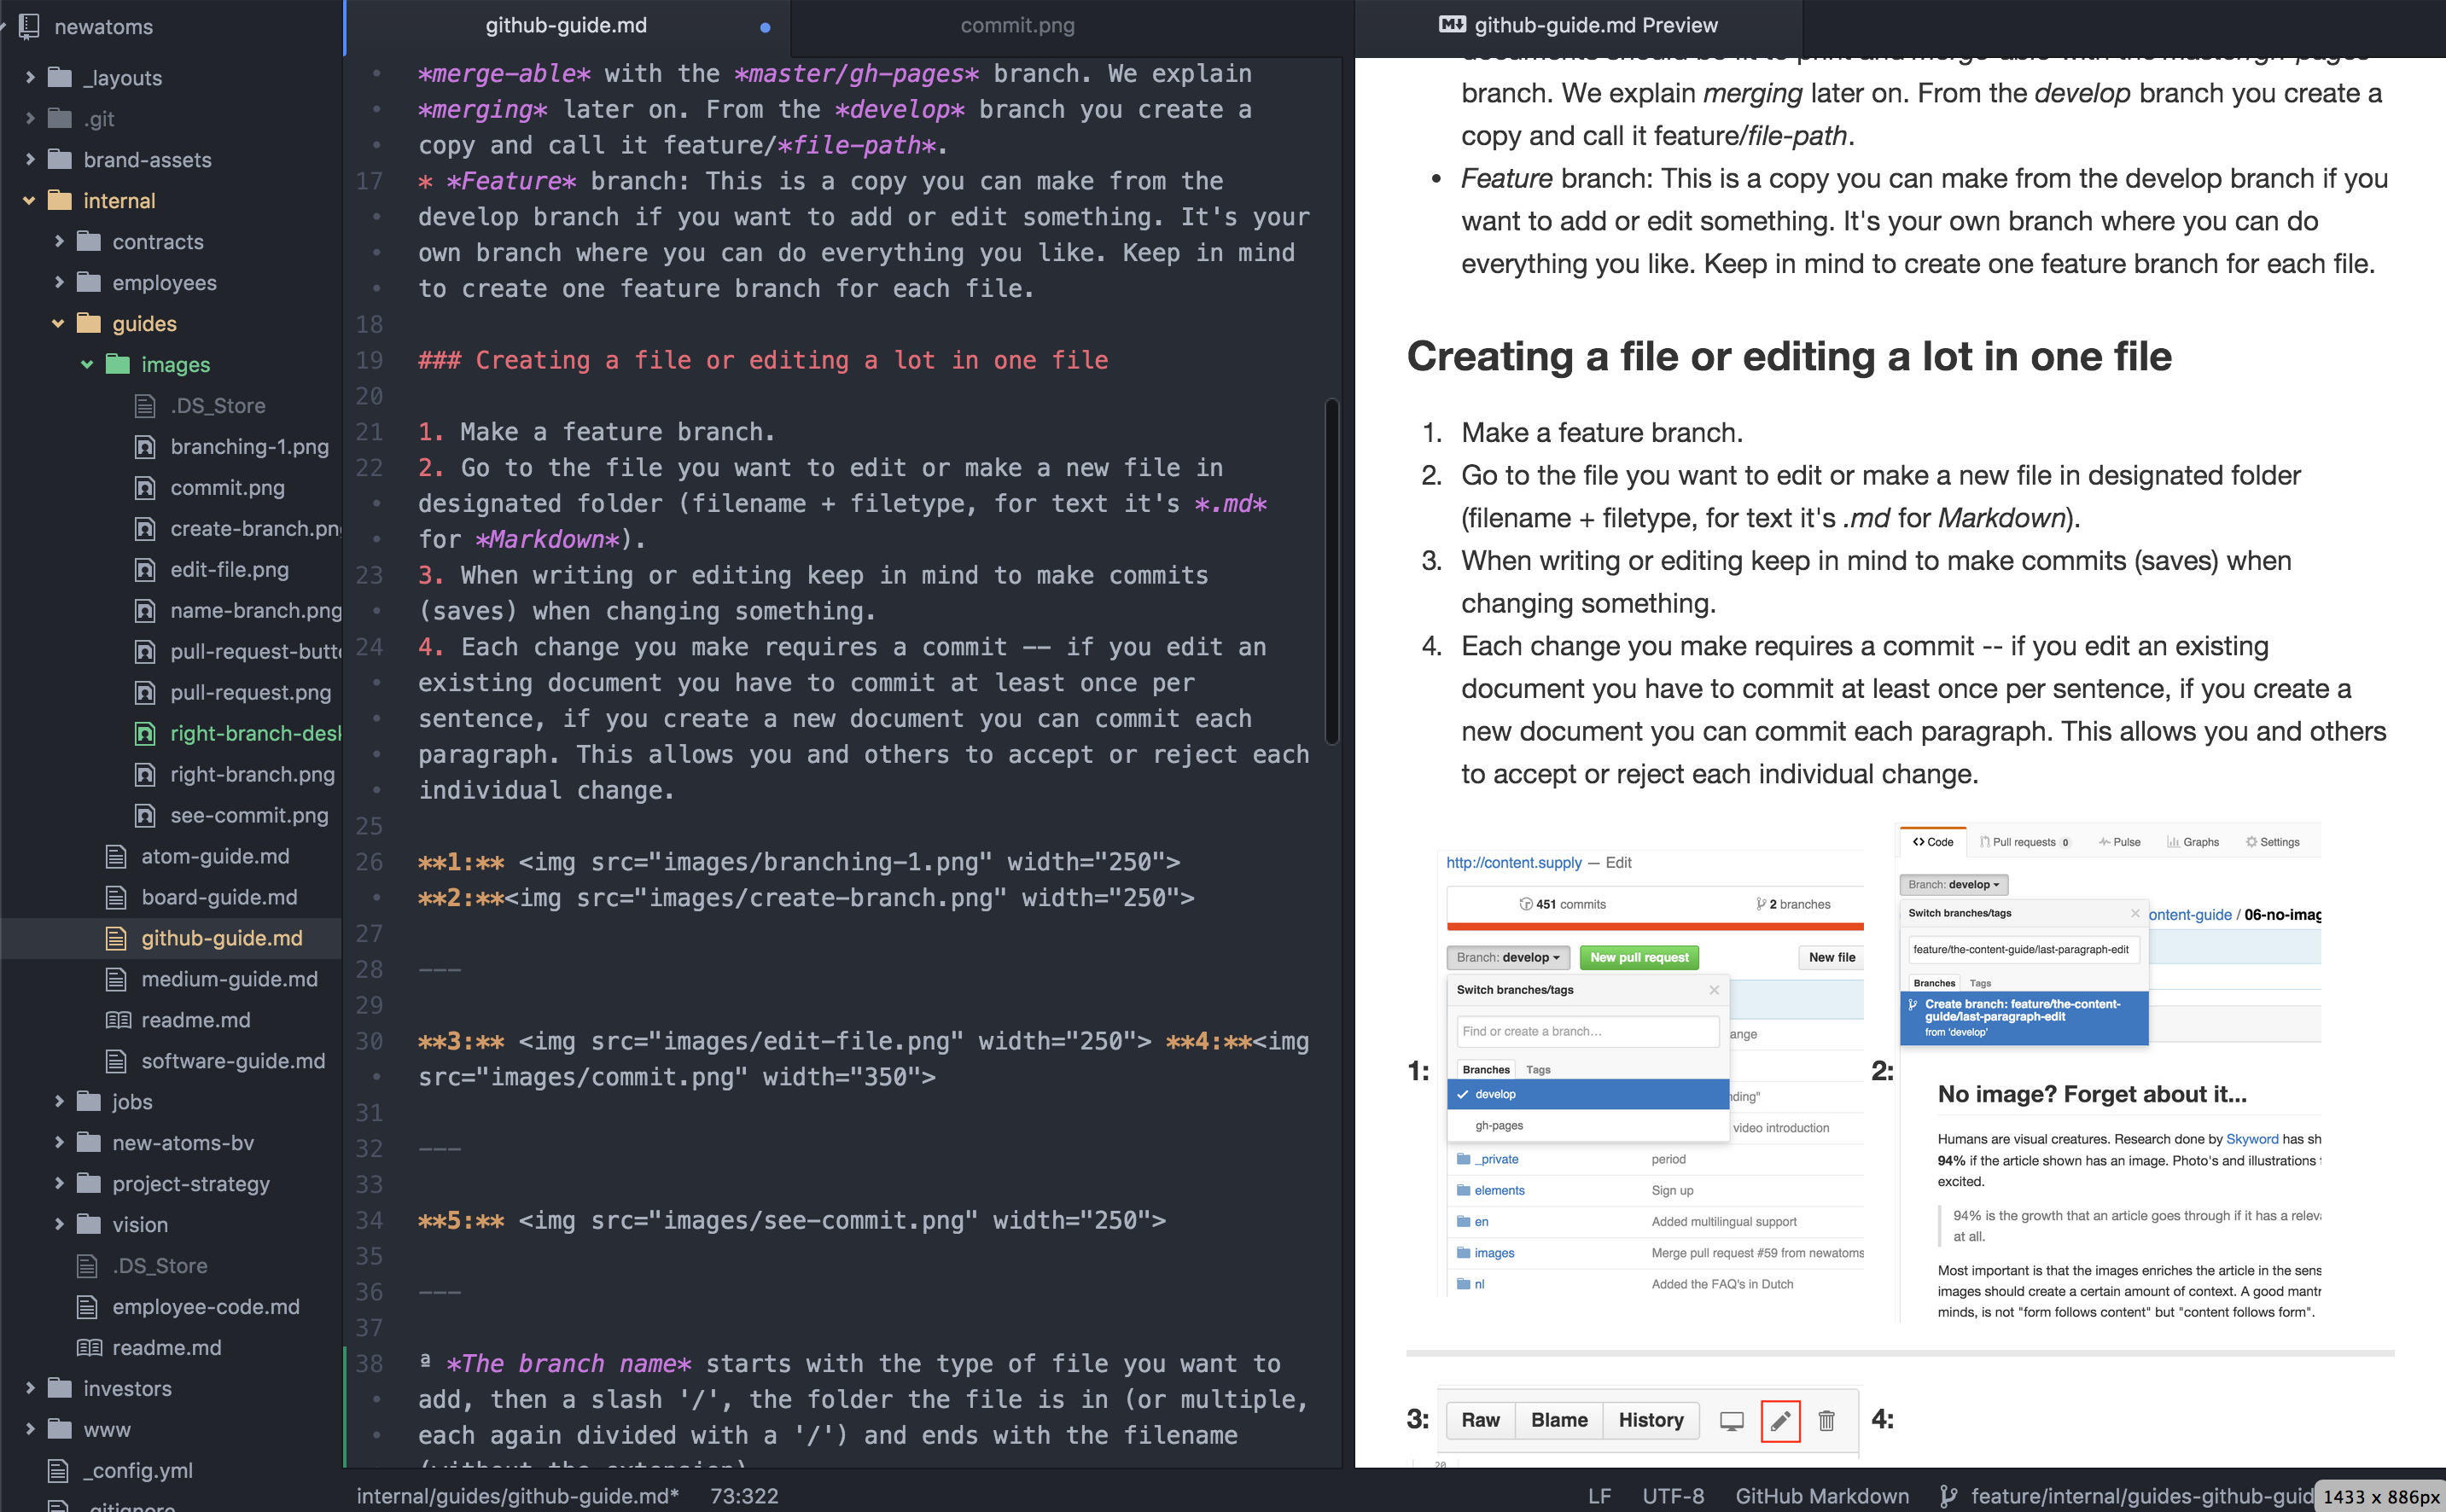 newatoms
_layouts
.git
brand-assets
internal
contracts
employees
guides
images
.DS_Store
branching-1.png
commit.png
create-branch.pn
edit-file.png
name-branch.png
pull-request-butt
pull-request.png
right-branch-desk
right-branch.png
see-commit.png
atom-guide.md
board-guide.md
github-guide.md
medium-guide.md
readme.md
software-guide.md
jobs
new-atoms-bv
project-strategy
vision
.DS_Store
employee-code.md
readme.md
investors
www
_config.yml
.gitignore
github-guide.md
commit.png
*merge-able* with the *master/gh-pages* branch. We explain
*merging* later on. From the *develop* branch you create a
copy and call it feature/*file-path*.
17 * *Feature* branch: This is a copy you can make from the
develop branch if you want to add or edit something. It's your
own branch where you can do everything you like. Keep in mind
to create one feature branch for each file.
18
19 ### Creating a file or editing a lot in one file
20
21 1. Make a feature branch.
22 2. Go to the file you want to edit or make a new file in
designated folder (filename + filetype, for text it's *.md*
for *Markdown*).
23 3. When writing or editing keep in mind to make commits
(saves) when changing something.
24 4. Each change you make requires a commit -- if you edit an
existing document you have to commit at least once per
sentence, if you create a new document you can commit each
paragraph. This allows you and others to accept or reject each
individual change.
25
26 **1:** <img src="images/branching-1.png" width="250">
**2:**<img src="images/create-branch.png" width="250">
27
28 ---
29
30 **3:** <img src="images/edit-file.png" width="250"> **4:**<img
src="images/commit.png" width="350">
31
32 ---
33
34 **5:** <img src="images/see-commit.png" width="250">
35
36 ---
37
38 ª *The branch name* starts with the type of file you want to
add, then a slash '/', the folder the file is in (or multiple,
each again divided with a '/') and ends with the filename
(without the extension)
github-guide.md Preview
documents should be fit to print and merge-able with the master/gh-pages
branch. We explain merging later on. From the develop branch you create a
copy and call it feature/file-path.
• Feature branch: This is a copy you can make from the develop branch if you
want to add or edit something. It's your own branch where you can do
everything you like. Keep in mind to create one feature branch for each file.
Creating a file or editing a lot in one file
1. Make a feature branch.
2. Go to the file you want to edit or make a new file in designated folder
(filename + filetype, for text it's .md for Markdown).
3. When writing or editing keep in mind to make commits (saves) when
changing something.
4. Each change you make requires a commit -- if you edit an existing
document you have to commit at least once per sentence, if you create a
new document you can commit each paragraph. This allows you and others
to accept or reject each individual change.
1:
http://content.supply — Edit
451 commits 2 branches
Branch: develop New pull request New file
Switch branches/tags
Find or create a branch...
ange
Branches Tags
develop
nding"
gh-pages
video introduction
_private period
elements Sign up
en Added multilingual support
images Merge pull request #59 from newatoms
nl Added the FAQ's in Dutch
2:
Code Pull requests 0 Pulse Graphs Settings
Branch: develop
Switch branches/tags
ontent-guide / 06-no-imag
feature/the-content-guide/last-paragraph-edit
Branches Tags
Create branch: feature/the-content-
guide/last-paragraph-edit
from 'develop'
No image? Forget about it...
Humans are visual creatures. Research done by Skyword has sh
94% if the article shown has an image. Photo's and illustrations
excited.
94% is the growth that an article goes through if it has a releva
at all.
Most important is that the images enriches the article in the sens
images should create a certain amount of context. A good mantr
minds, is not "form follows content" but "content follows form".
3: Raw Blame History 4:
20
internal/guides/github-guide.md* 73:322
LF UTF-8 GitHub Markdown feature/internal/guides-github-guid
1433 x 886px